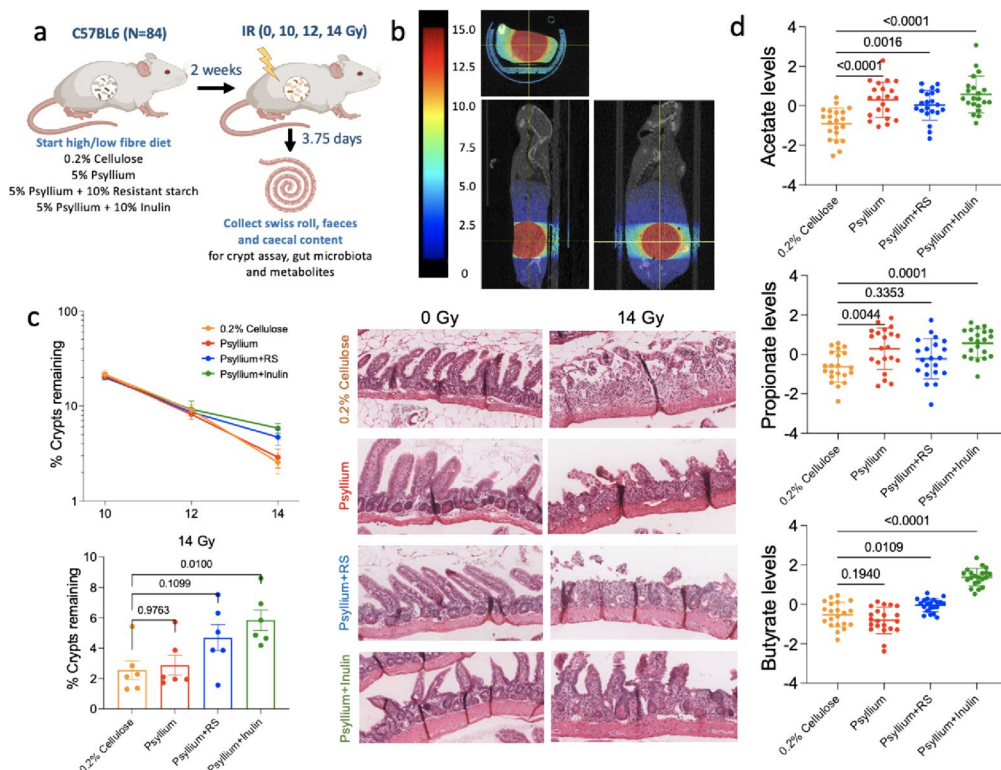 a
C57BL6 (N=84)
2 weeks
IR (0, 10, 12, 14 Gy)
3.75 days
Start high/low fibre diet
0.2% Cellulose
5% Psyllium
5% Psyllium + 10% Resistant starch
5% Psyllium + 10% Inulin
Collect swiss roll, faeces
and caecal content
for crypt assay, gut microbiota
and metabolites
b
15.0
12.5
10.0
7.5
5.0
2.5
0
c
% Crypts remaining
100
10
1
10
12
14
0.2% Cellulose
Psyllium
Psyllium+RS
Psyllium+Inulin
14 Gy
% Crypts remaining
10
8
6
4
2
0
0.0100
0.1099
0.9763
0.2% Cellulose
Psyllium
Psyllium+RS
Psyllium+Inulin
0 Gy
14 Gy
0.2% Cellulose
Psyllium
Psyllium+RS
Psyllium+Inulin
d
Acetate levels
4
2
0
-2
-4
<0.0001
0.0016
<0.0001
0.2% Cellulose
Psyllium
Psyllium+RS
Psyllium+Inulin
Propionate levels
4
2
0
-2
-4
0.0001
0.3353
0.0044
0.2% Cellulose
Psyllium
Psyllium+RS
Psyllium+Inulin
Butyrate levels
4
2
0
-2
-4
<0.0001
0.0109
0.1940
0.2% Cellulose
Psyllium
Psyllium+RS
Psyllium+Inulin